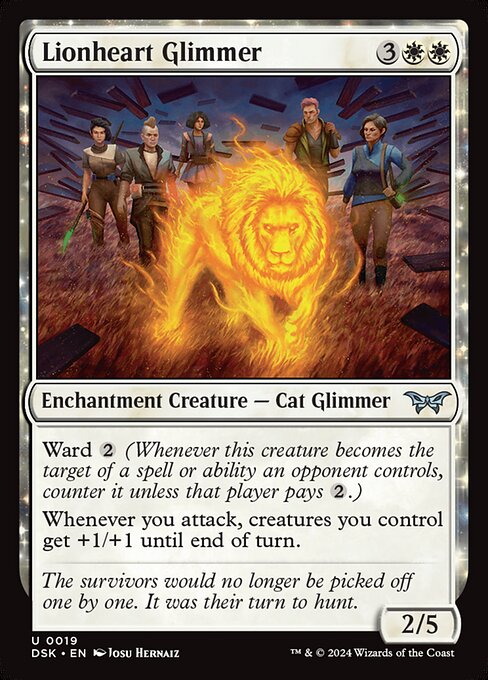 Lionheart Glimmer 3
Enchantment Creature — Cat Glimmer
Ward 2 (Whenever this creature becomes the
target of a spell or ability an opponent controls,
counter it unless that player pays 2.)
Whenever you attack, creatures you control
get +1/+1 until end of turn.
The survivors would no longer be picked off
one by one. It was their turn to hunt.
2/5
U 0019
DSK • EN Josu Hernaiz
™ & © 2024 Wizards of the Coast